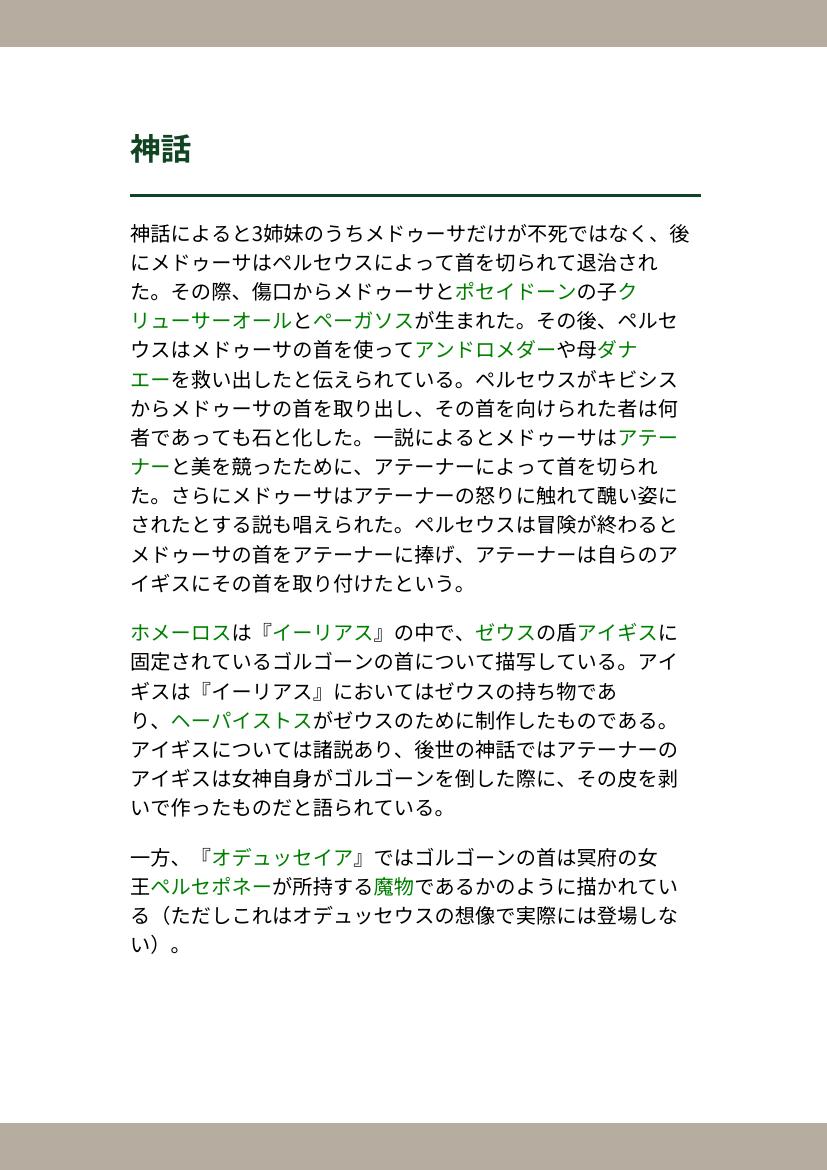 神話
神話によると3姉妹のうちメドゥーサだけが不死ではなく、後
にメドゥーサはペルセウスによって首を切られて退治され
た。その際、傷口からメドゥーサとポセイドーンの子ク
リューサーオールとペーガソスが生まれた。その後、ペルセ
ウスはメドゥーサの首を使ってアンドロメダーや母ダナ
エーを救い出したと伝えられている。ペルセウスがキビシス
からメドゥーサの首を取り出し、その首を向けられた者は何
者であっても石と化した。一説によるとメドゥーサはアテー
ナーと美を競ったために、アテーナーによって首を切られ
た。さらにメドゥーサはアテーナーの怒りに触れて醜い姿に
されたとする説も唱えられた。ペルセウスは冒険が終わると
メドゥーサの首をアテーナーに捧げ、アテーナーは自らのア
イギスにその首を取り付けたという。
ホメーロスは『イーリアス』の中で、ゼウスの盾アイギスに
固定されているゴルゴーンの首について描写している。アイ
ギスは『イーリアス』においてはゼウスの持ち物であ
り、ヘーパイストスがゼウスのために制作したものである。
アイギスについては諸説あり、後世の神話ではアテーナーの
アイギスは女神自身がゴルゴーンを倒した際に、その皮を剥
いで作ったものだと語られている。
一方、『オデュッセイア』ではゴルゴーンの首は冥府の女
王ペルセポネーが所持する魔物であるかのように描かれてい
る（ただしこれはオデュッセウスの想像で実際には登場しな
い）。